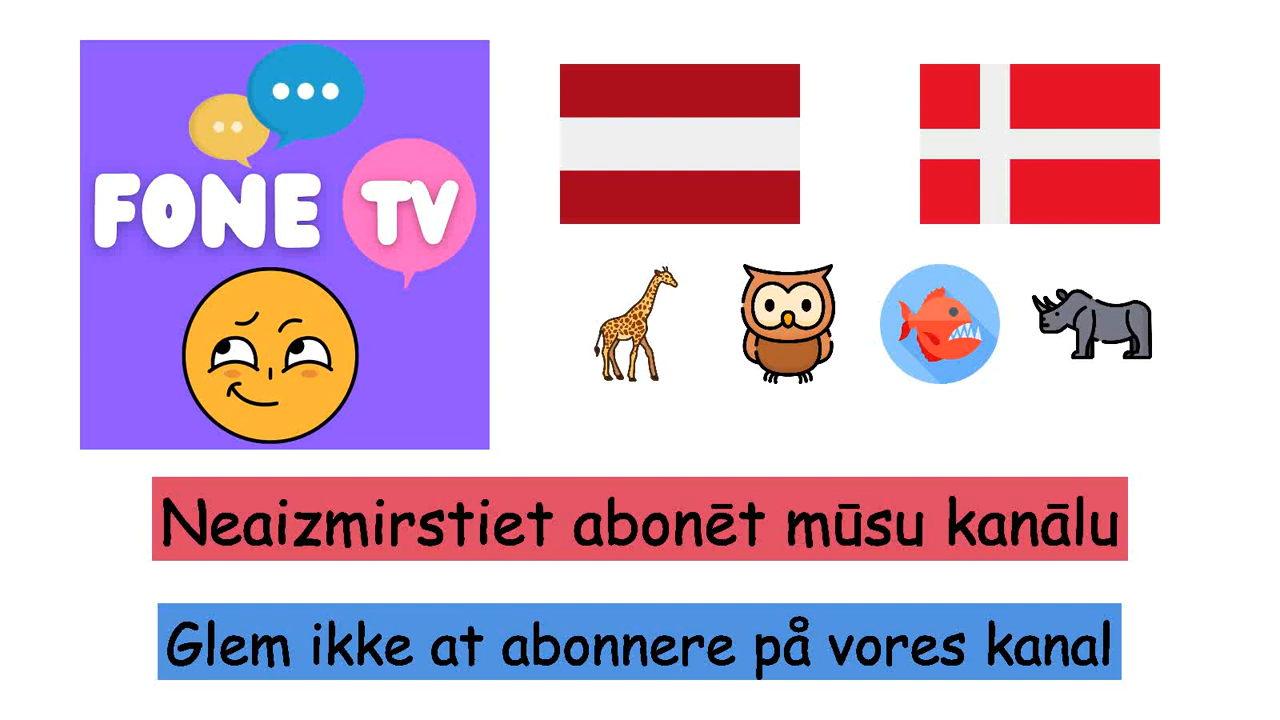 FONE TV
Neaizmirstiet abonēt mūsu kanālu
Glem ikke at abonnere på vores kanal